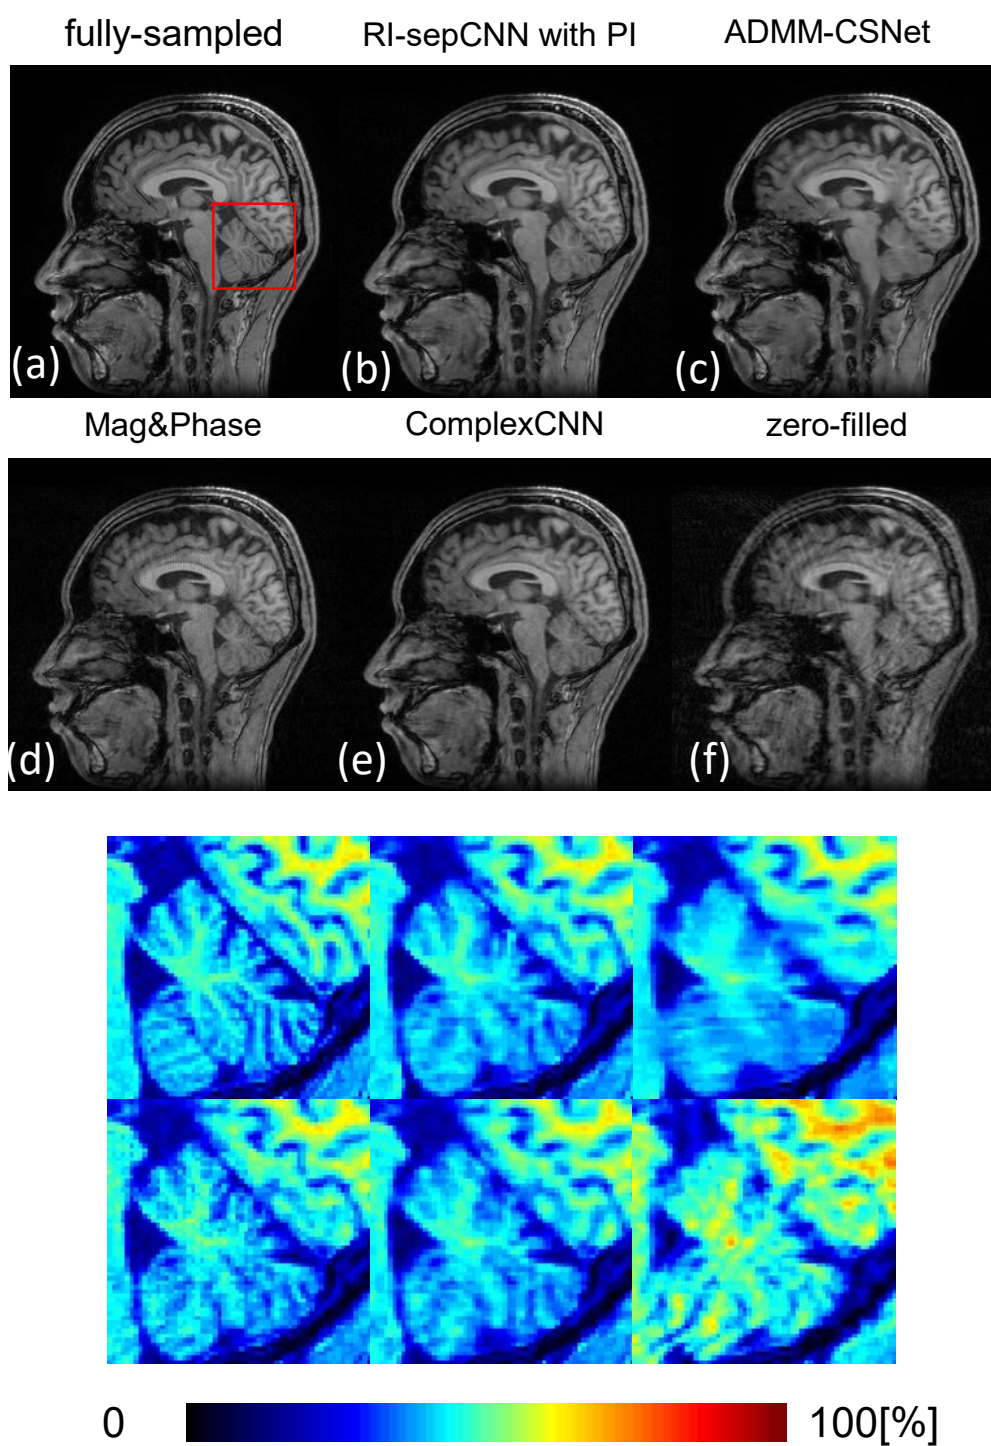 fully-sampled RI-sepCNN with PI ADMM-CSNet
(a) (b) (c)
Mag&Phase ComplexCNN zero-filled
(d) (e) (f)
0 100[%]